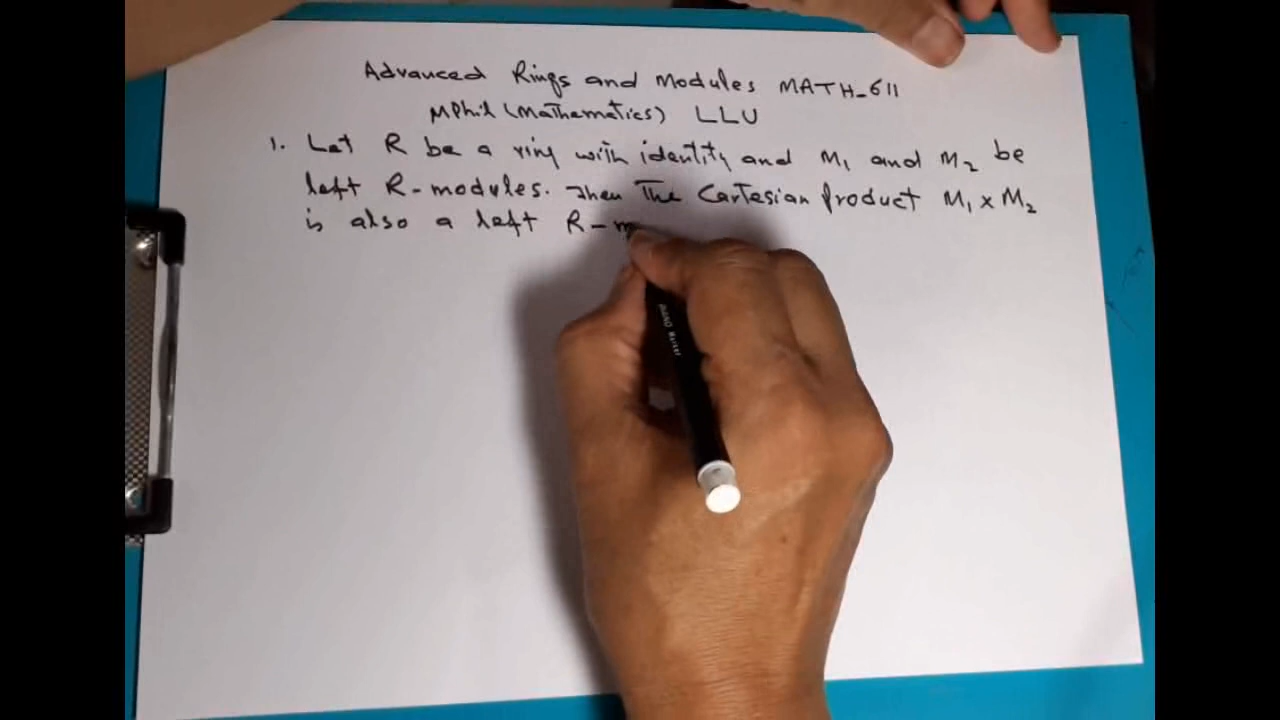 Advanced Rings and Modules MATH-611
MPhil (Mathematics) LLU
1. Let R be a ring with identity and M₁ and M₂ be
left R-modules. Then The Cartesian product M₁ × M₂
is also a left R-m